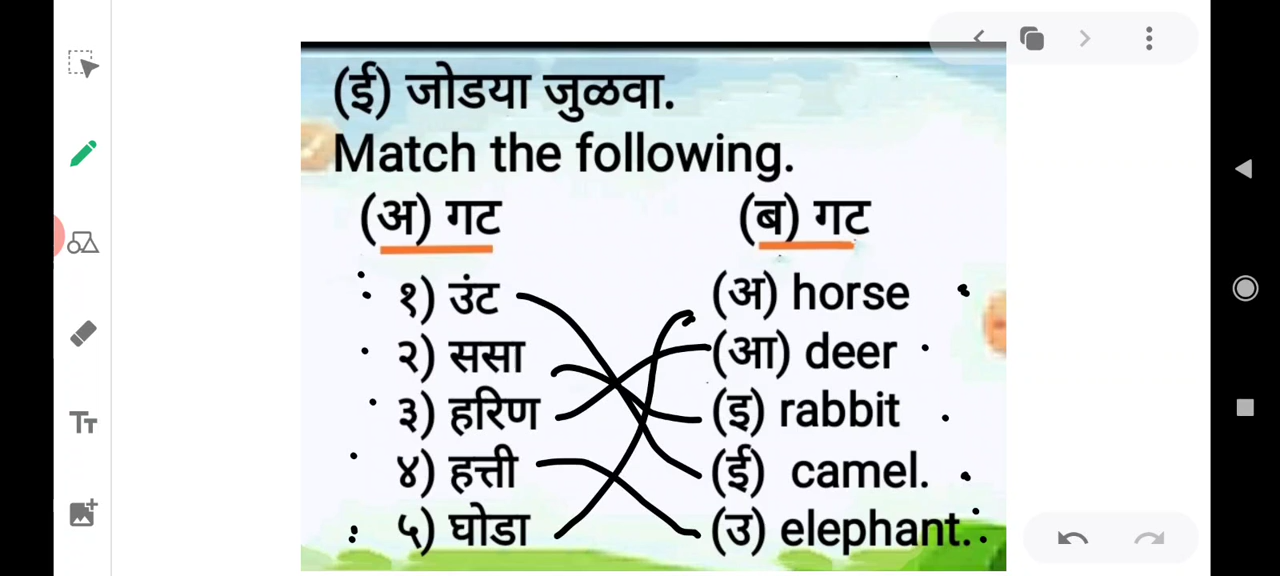 (ई) जोडया जुळवा.
Match the following.
(अ) गट (ब) गट
१) उंट (अ) horse
२) ससा (आ) deer
३) हरिण (इ) rabbit
४) हत्ती (ई) camel.
५) घोडा (उ) elephant.